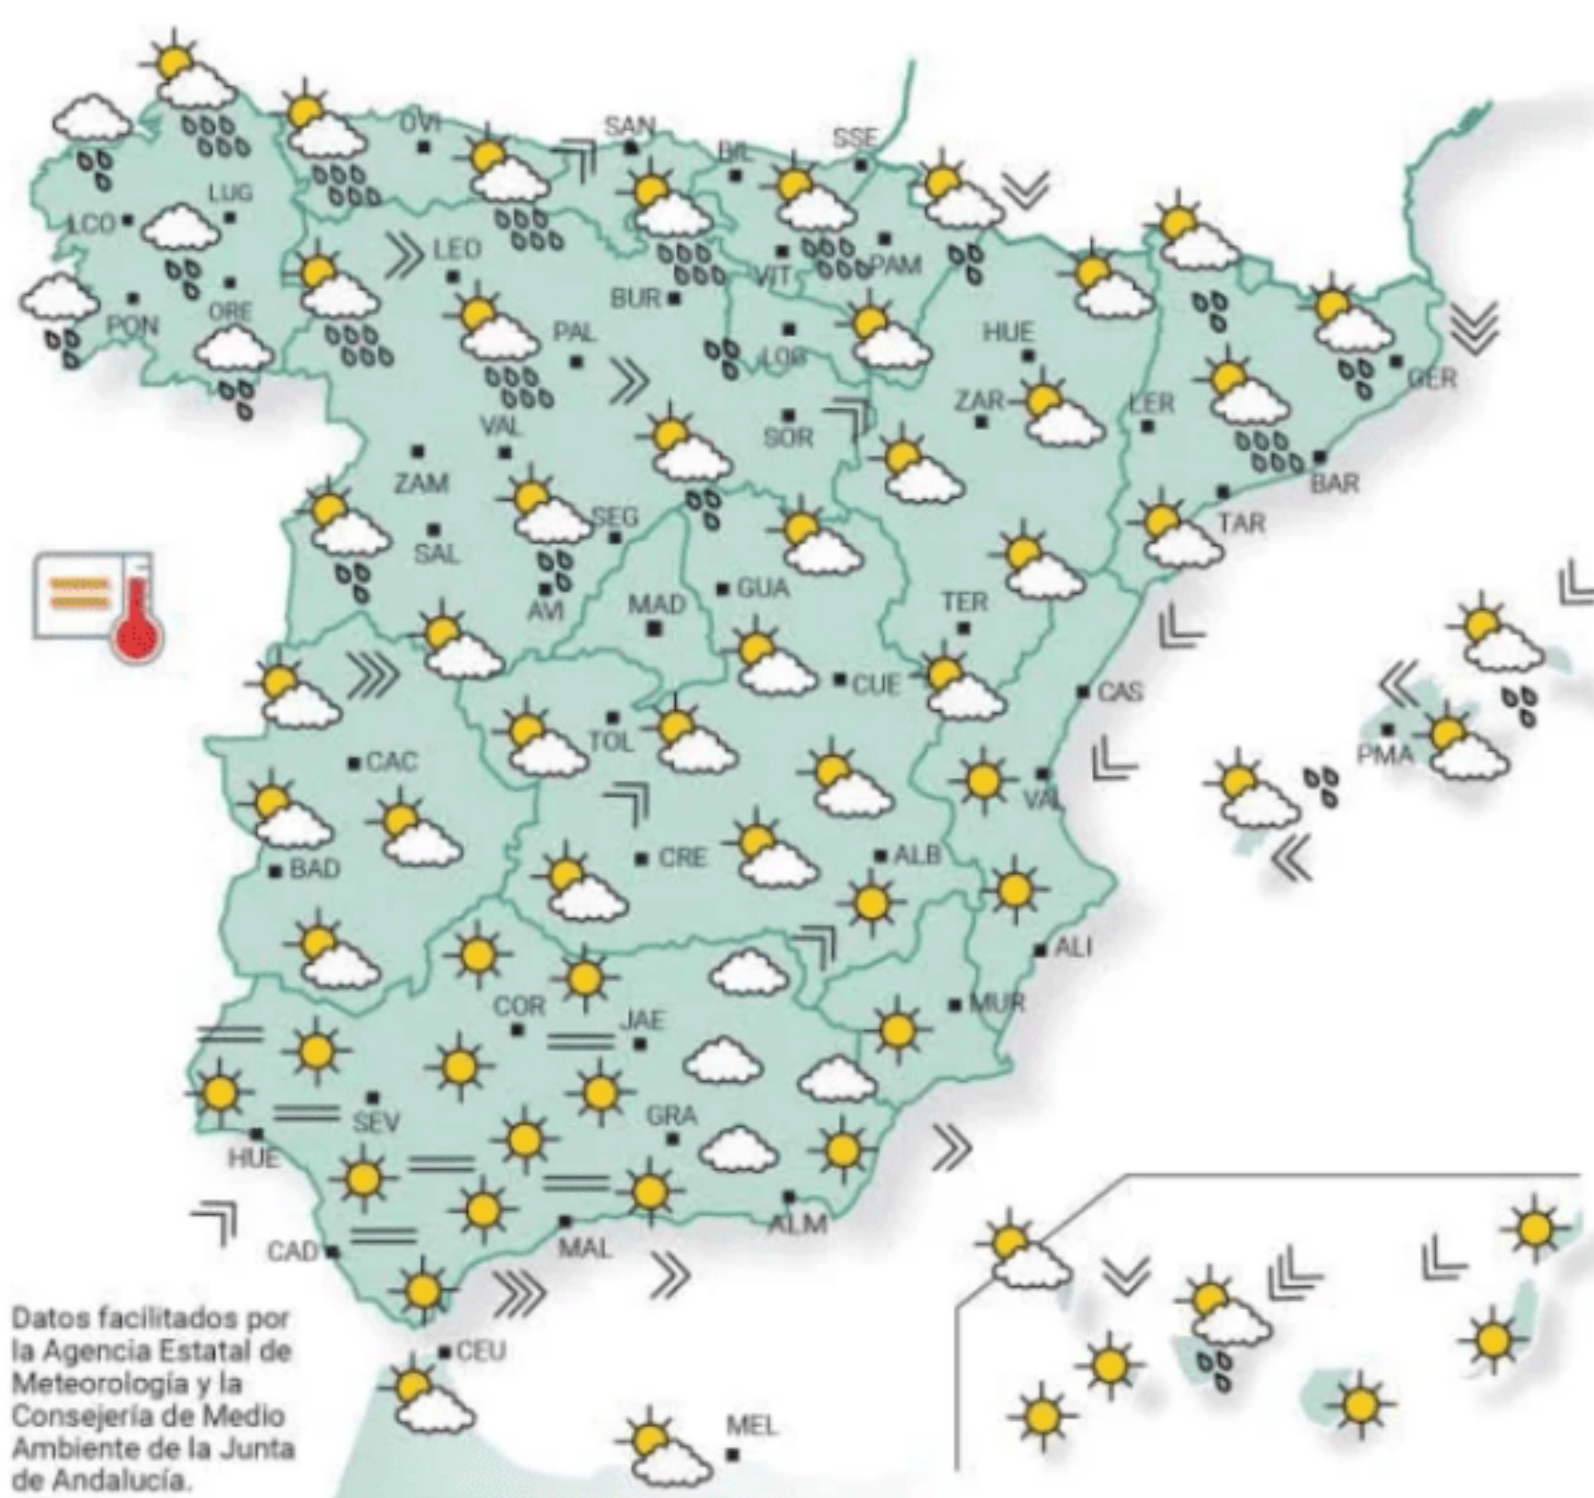 OVI
SAN
BIL
SSE
LUG
LCO
LEO
VIT
PAM
BUR
ORE
PON
PAL
LOG
HUE
GER
ZAR
LER
VAL
SOR
ZAM
BAR
SEG
TAR
SAL
GUA
AVI
MAD
TER
CUE
CAS
TOL
PMA
CAC
VAL
CRE
ALB
BAD
ALI
COR
MUR
JAE
SEV
GRA
HUE
ALM
CAD
MAL
CEU
MEL
Datos facilitados por
la Agencia Estatal de
Meteorología y la
Consejería de Medio
Ambiente de la Junta
de Andalucía.